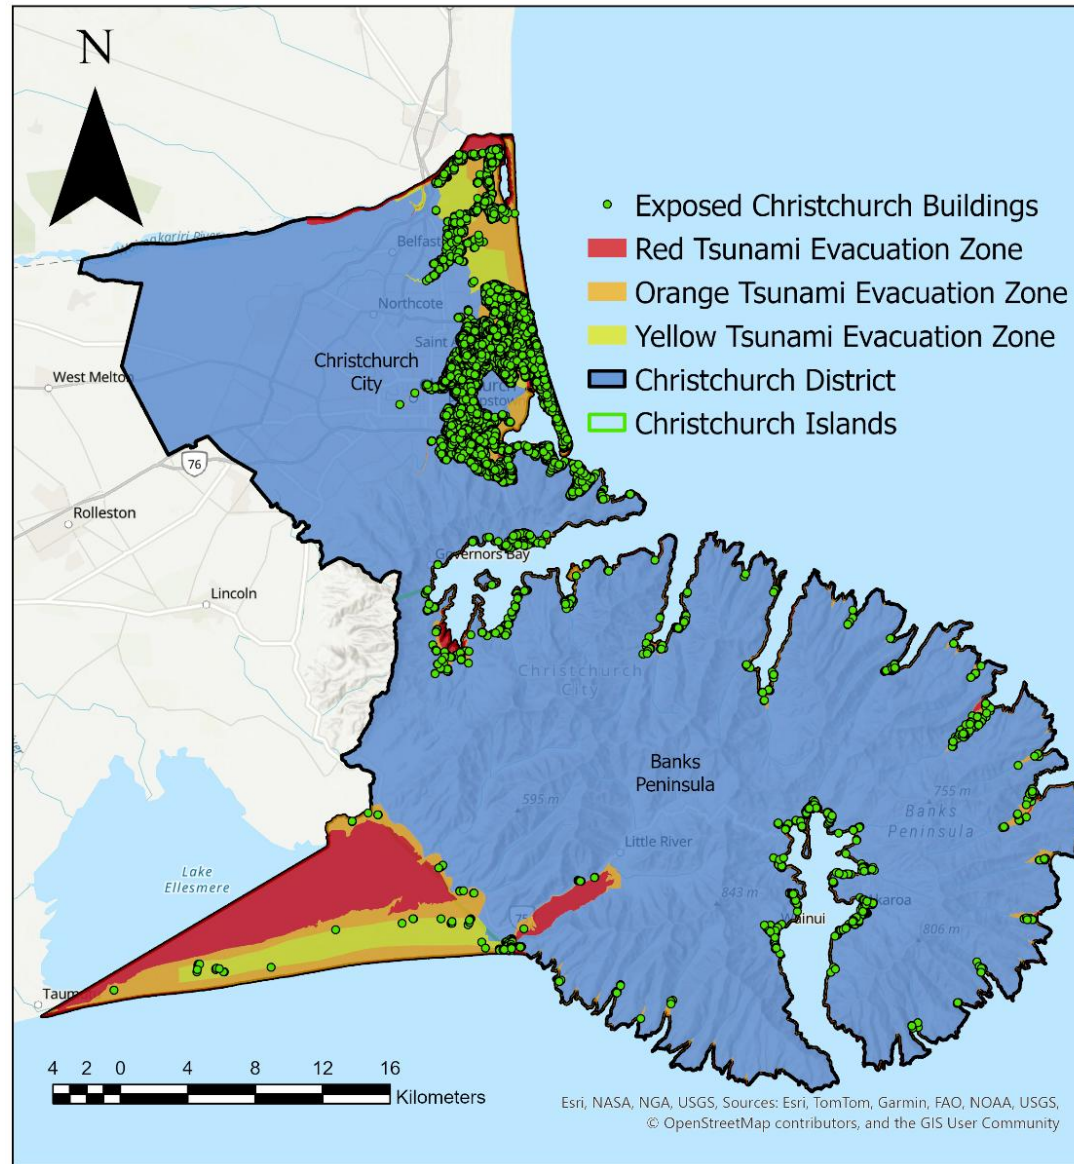 N
Exposed Christchurch Buildings
Red Tsunami Evacuation Zone
Orange Tsunami Evacuation Zone
Yellow Tsunami Evacuation Zone
Christchurch District
Christchurch Islands
Belfast
Northcote
Saint
Christchurch
City
West Melton
76
Rolleston
Lincoln
Governors Bay
Christchurch
City
Banks
Peninsula
595 m
755 m
Banks
Peninsula
Little River
843 m
Lake
Ellesmere
75
806 m
4 2 0 4 8 12 16
Kilometers
Esri, NASA, NGA, USGS, Sources: Esri, TomTom, Garmin, FAO, NOAA, USGS,
© OpenStreetMap contributors, and the GIS User Community